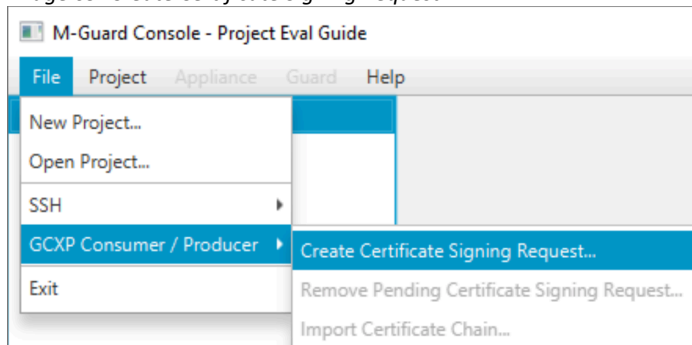 M-Guard Console - Project Eval Guide
File Project Appliance Guard Help
New Project...
Open Project...
SSH
GCXP Consumer / Producer
Create Certificate Signing Request...
Exit
Remove Pending Certificate Signing Request...
Import Certificate Chain...